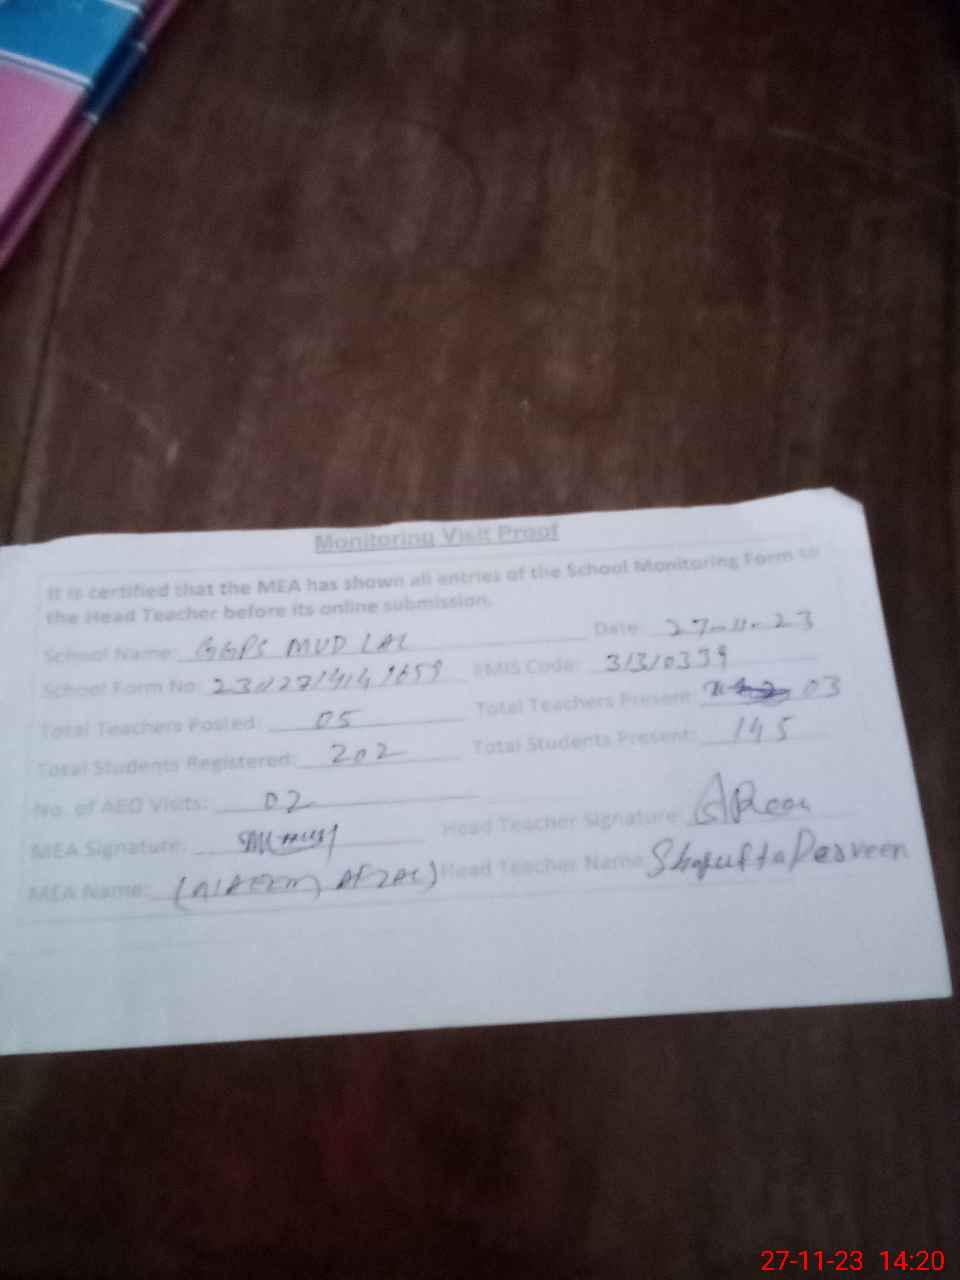 Monitoring Visit Proof
It is certified that the MEA has shown all entries of the School Monitoring Form to
the Head Teacher before its online submission.
School Name: GGPS MUD LAL Date: 27-11-23
School Form No: EMIS Code: 31310339
Total Teachers Posted: 05 Total Teachers Present: 03
Total Students Registered: 202 Total Students Present: 145
No. of AEO Visits: 02
MEA Signature: Head Teacher Signature:
MEA Name: AFZAL) Head Teacher Name: Shagufta Parveen
27-11-23 14:20